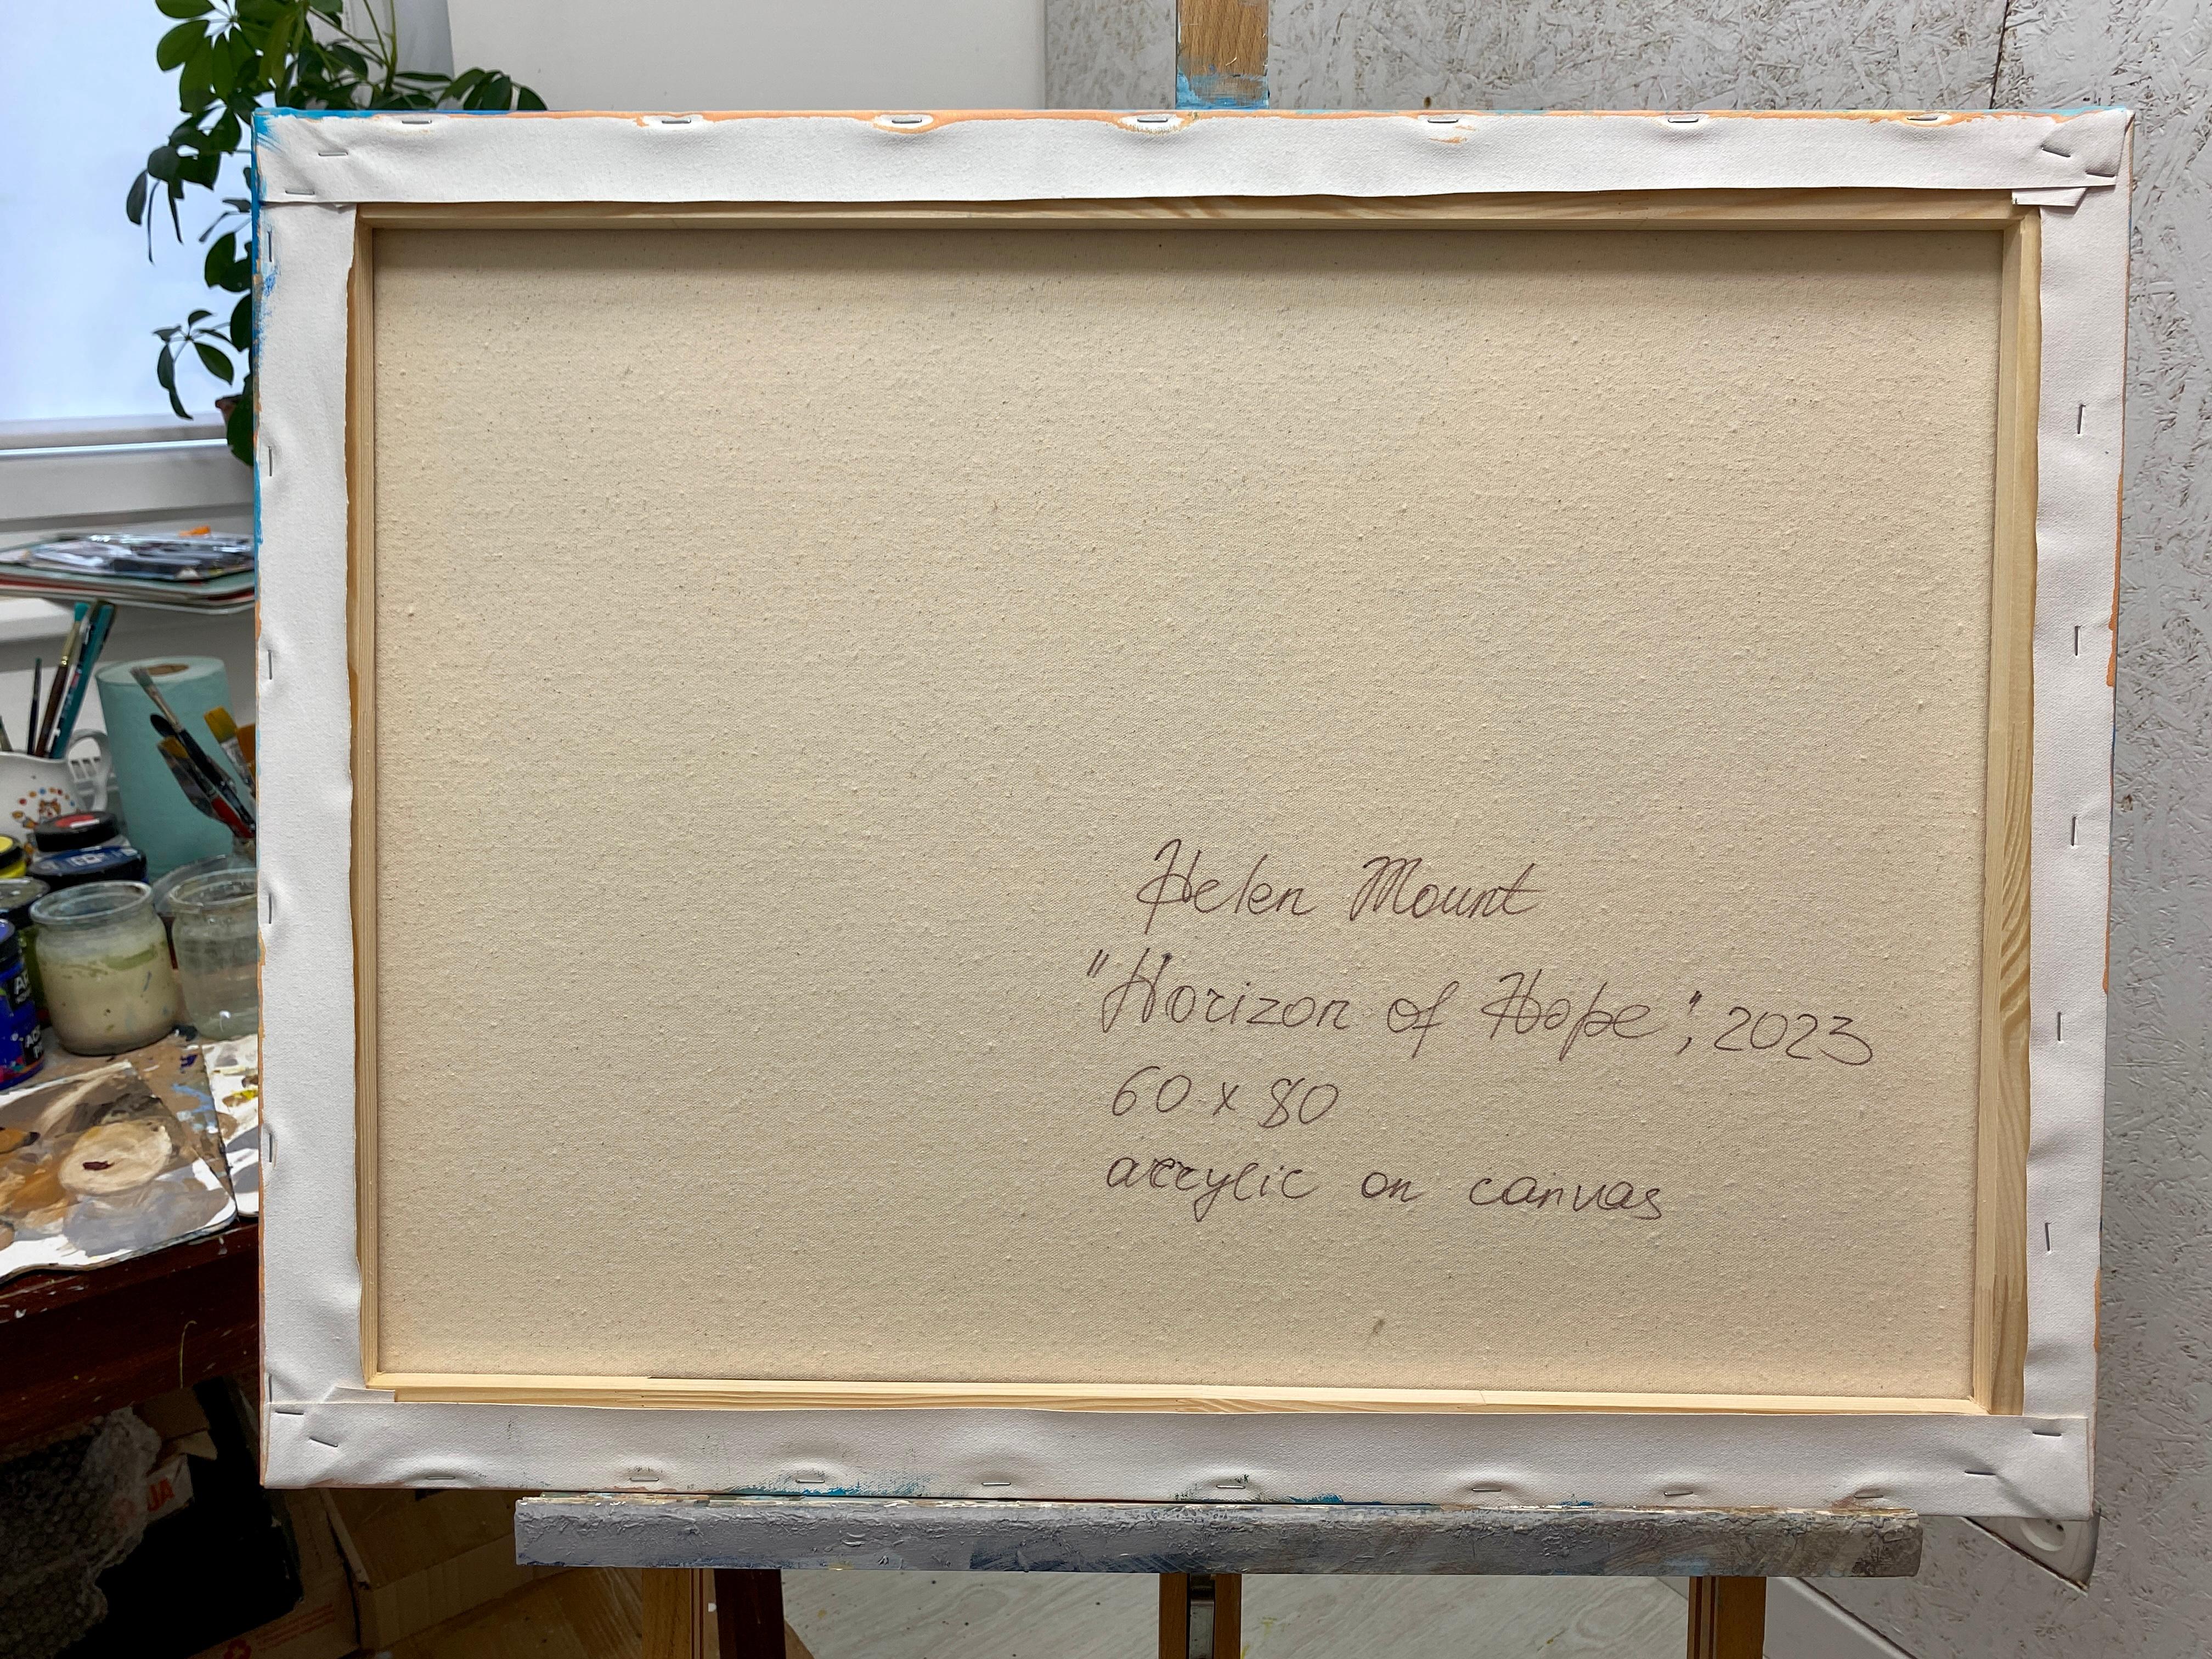 Helen Mount
"Horizon of Hope", 2023
60 x 80
acrylic on canvas